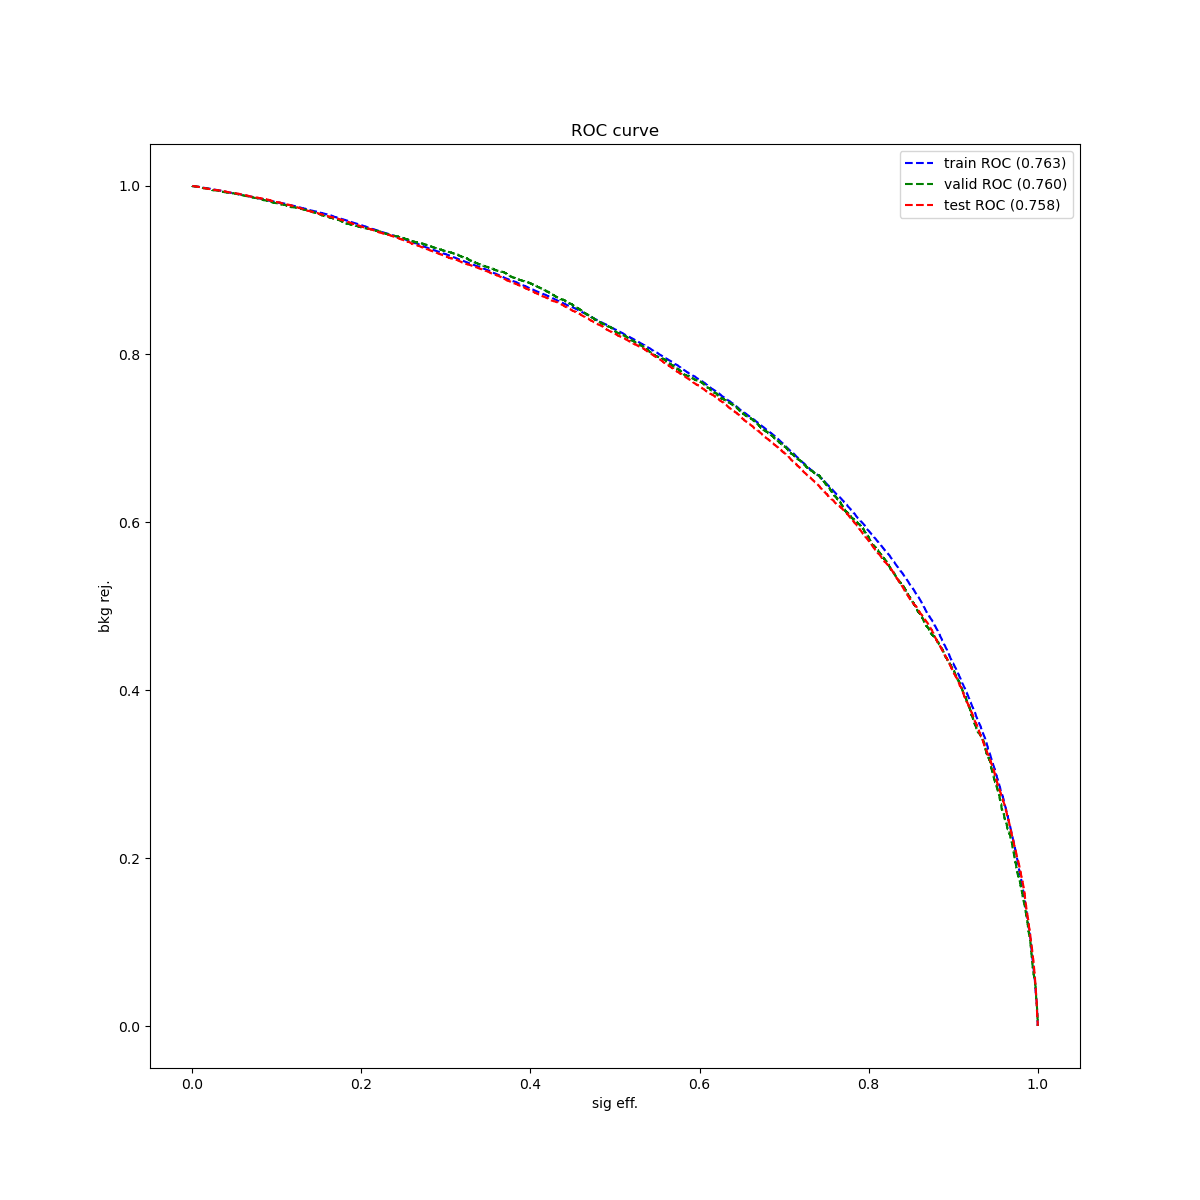 ROC curve
train ROC (0.763)
valid ROC (0.760)
test ROC (0.758)
1.0
0.8
0.6
0.4
0.2
0.0
bkg rej.
0.0 0.2 0.4 0.6 0.8 1.0
sig eff.